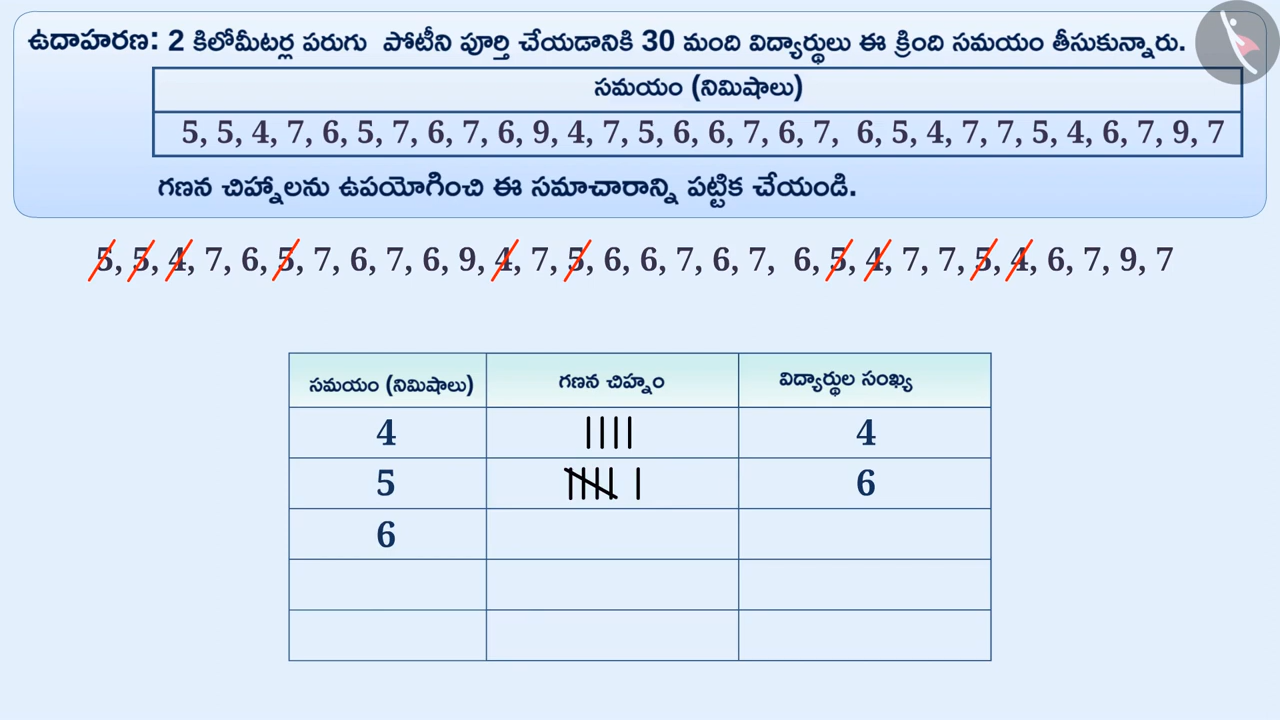 ఉదాహరణ: 2 కిలోమీటర్ల పరుగు పోటీని పూర్తి చేయడానికి 30 మంది విద్యార్థులు ఈ క్రింది సమయం తీసుకున్నారు.
సమయం (నిమిషాలు)
5, 5, 4, 7, 6, 5, 7, 6, 7, 6, 9, 4, 7, 5, 6, 6, 7, 6, 7, 6, 5, 4, 7, 7, 5, 4, 6, 7, 9, 7
గణన చిహ్నాలను ఉపయోగించి ఈ సమాచారాన్ని పట్టిక చేయండి.
5, 5, 4, 7, 6, 5, 7, 6, 7, 6, 9, 4, 7, 5, 6, 6, 7, 6, 7, 6, 5, 4, 7, 7, 5, 4, 6, 7, 9, 7
సమయం (నిమిషాలు) గణన చిహ్నం విద్యార్థుల సంఖ్య
4 |||| 4
5 |||| | 6
6